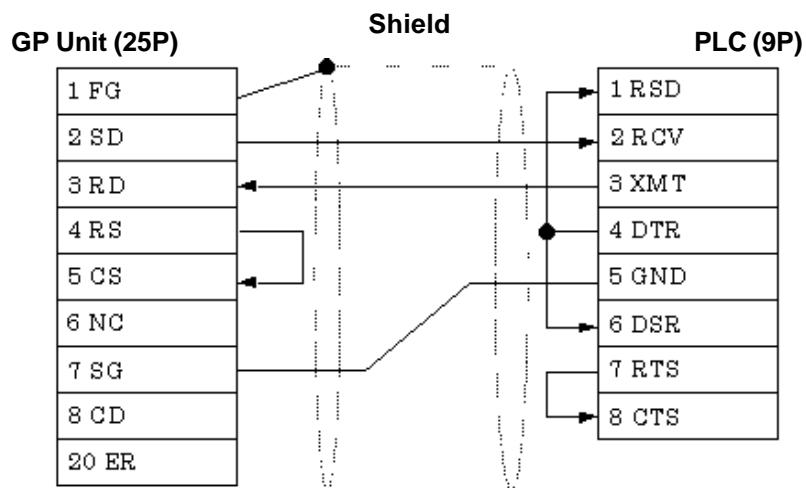 Shield
GP Unit (25P)
PLC (9P)
1 FG
2 SD
3 RD
4 RS
5 CS
6 NC
7 SG
8 CD
20 ER
1 RSD
2 RCV
3 XMT
4 DTR
5 GND
6 DSR
7 RTS
8 CTS